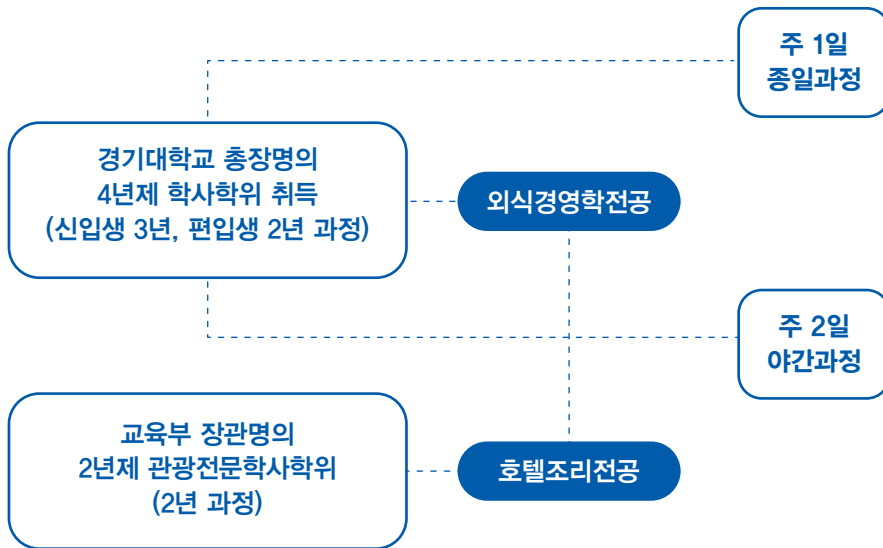 주 1일
종일과정
경기대학교 총장명의
4년제 학사학위 취득
(신입생 3년, 편입생 2년 과정)
외식경영학전공
주 2일
야간과정
교육부 장관명의
2년제 관광전문학사학위
(2년 과정)
호텔조리전공